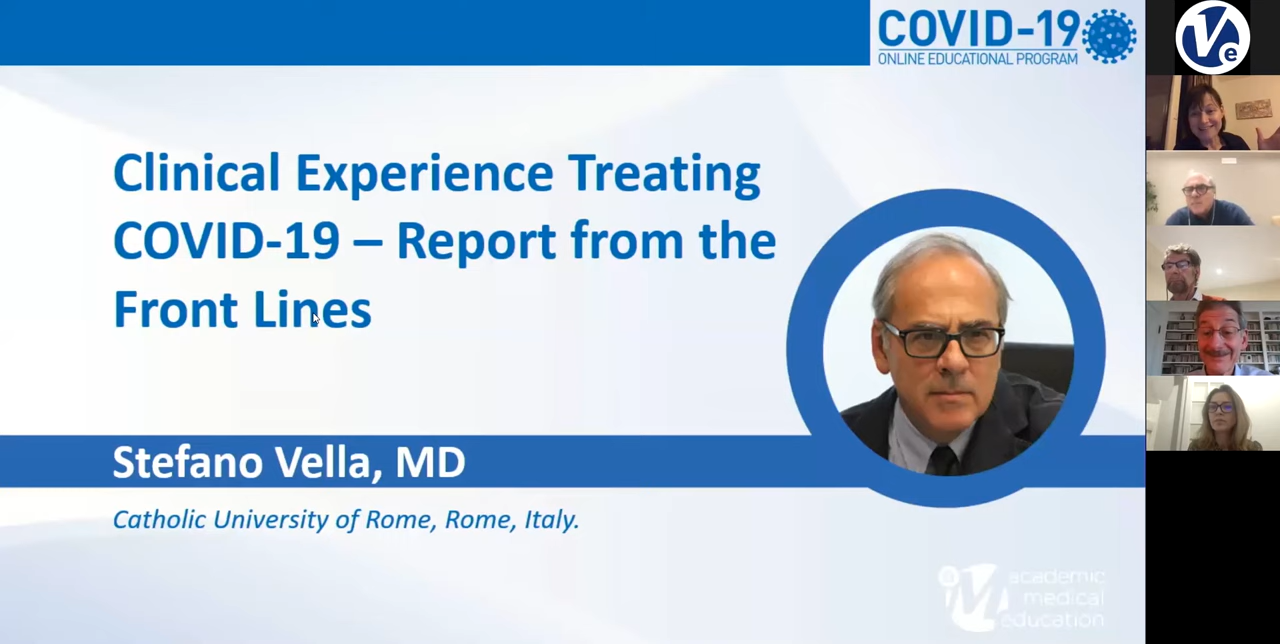 COVID-19
ONLINE EDUCATIONAL PROGRAM
Clinical Experience Treating
COVID-19 – Report from the
Front Lines
Stefano Vella, MD
Catholic University of Rome, Rome, Italy.
academic
medical
education
Ve